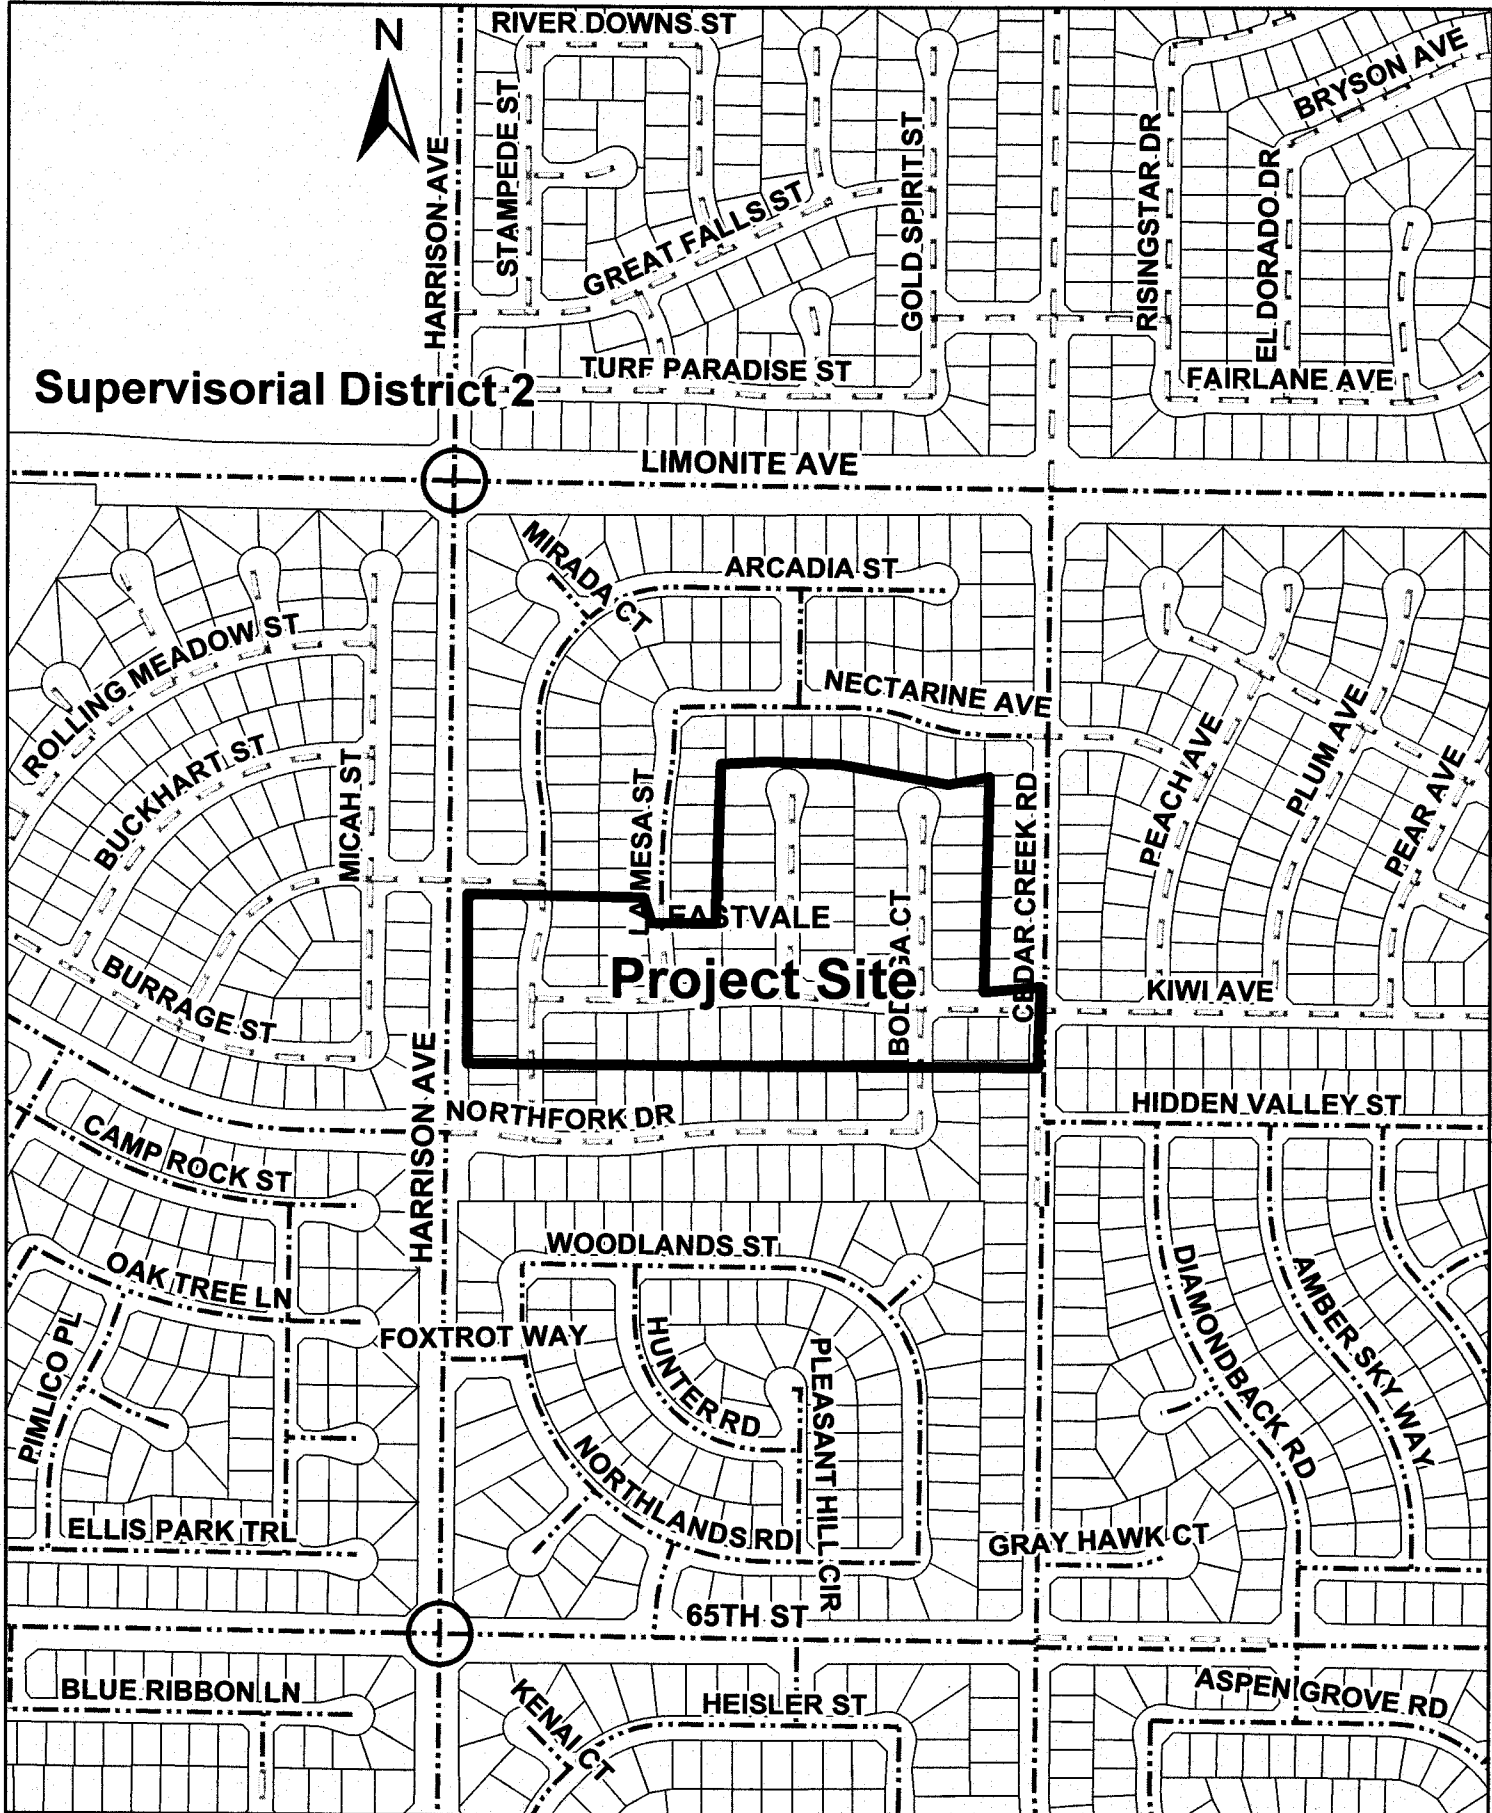 RIVER DOWNS ST
N
BRYSON AVE
STAMPEDE ST
HARRISON AVE
GOLD SPIRIT ST
RISINGSTAR DR
EL DORADO DR
GREAT FALLS ST
TURF PARADISE ST
FAIRLANE AVE
Supervisorial District 2
LIMONITE AVE
MIRADA CT
ARCADIA ST
ROLLING MEADOW ST
NECTARINE AVE
BUCKHART ST
MICAH ST
LA MESA ST
PEACH AVE
PLUM AVE
PEAR AVE
CEDAR CREEK RD
EASTVALE
BODEGA CT
Project Site
KIWI AVE
BURRAGE ST
HARRISON AVE
NORTHFORK DR
HIDDEN VALLEY ST
CAMP ROCK ST
WOODLANDS ST
OAK TREE LN
PIMLICO PL
FOXTROT WAY
HUNTER RD
PLEASANT HILL CIR
DIAMONDBACK RD
AMBER SKY WAY
NORTHLANDS RD
ELLIS PARK TRL
GRAY HAWK CT
65TH ST
BLUE RIBBON LN
KENAI CT
HEISLER ST
ASPEN GROVE RD